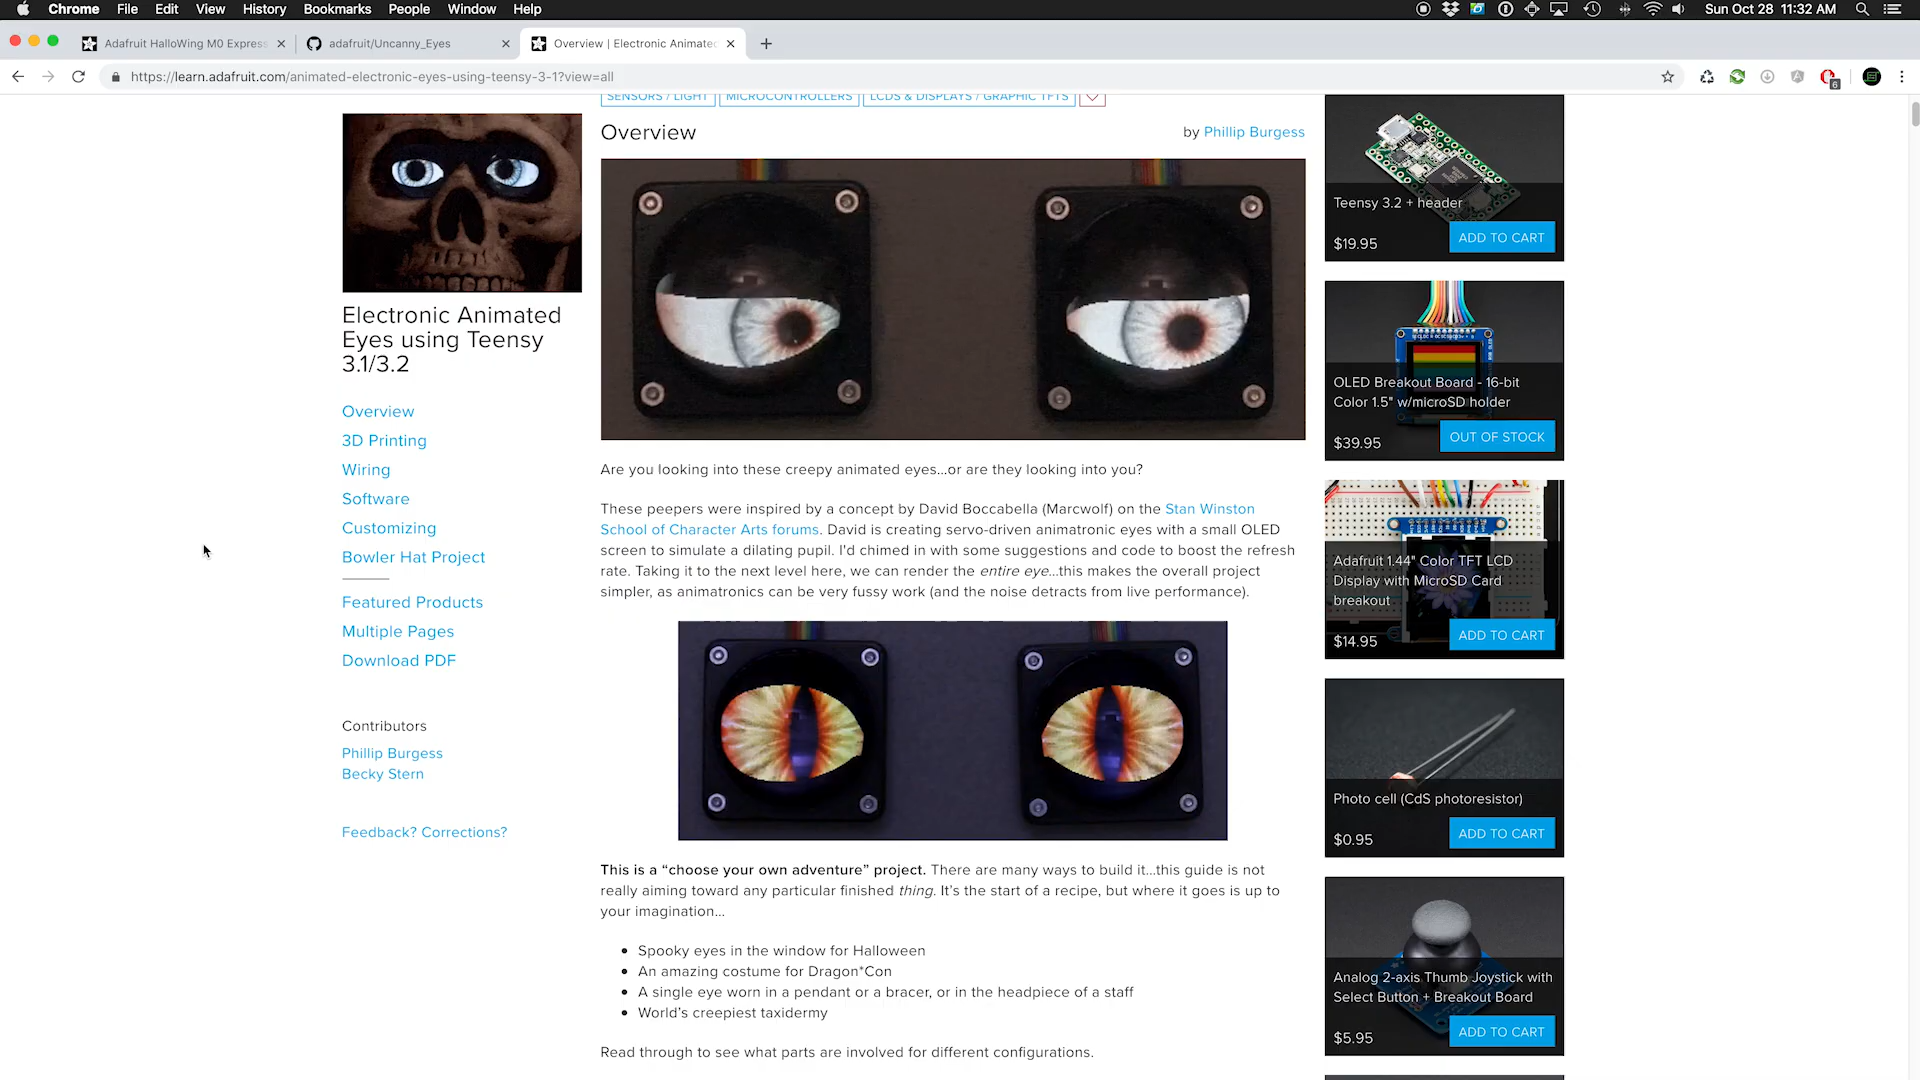 Chrome File Edit View History Bookmarks People Window Help
Sun Oct 28 11:32 AM
Adafruit HalloWing M0 Express
adafruit/Uncanny_Eyes
Overview | Electronic Animated
https://learn.adafruit.com/animated-electronic-eyes-using-teensy-3-1?view=all
6
SENSORS / LIGHT
MICROCONTROLLERS
LCDS & DISPLAYS / GRAPHIC TFTS
Electronic Animated
Eyes using Teensy
3.1/3.2
Overview
3D Printing
Wiring
Software
Customizing
Bowler Hat Project
Featured Products
Multiple Pages
Download PDF
Contributors
Phillip Burgess
Becky Stern
Feedback? Corrections?
Overview
by Phillip Burgess
Are you looking into these creepy animated eyes...or are they looking into you?
These peepers were inspired by a concept by David Boccabella (Marcwolf) on the Stan Winston
School of Character Arts forums. David is creating servo-driven animatronic eyes with a small OLED
screen to simulate a dilating pupil. I'd chimed in with some suggestions and code to boost the refresh
rate. Taking it to the next level here, we can render the entire eye...this makes the overall project
simpler, as animatronics can be very fussy work (and the noise detracts from live performance).
This is a “choose your own adventure” project. There are many ways to build it...this guide is not
really aiming toward any particular finished thing. It's the start of a recipe, but where it goes is up to
your imagination...
Spooky eyes in the window for Halloween
An amazing costume for Dragon*Con
A single eye worn in a pendant or a bracer, or in the headpiece of a staff
World's creepiest taxidermy
Read through to see what parts are involved for different configurations.
Teensy 3.2 + header
$19.95
ADD TO CART
OLED Breakout Board - 16-bit
Color 1.5" w/microSD holder
$39.95
OUT OF STOCK
Adafruit 1.44" Color TFT LCD
Display with MicroSD Card
breakout
$14.95
ADD TO CART
Photo cell (CdS photoresistor)
$0.95
ADD TO CART
Analog 2-axis Thumb Joystick with
Select Button + Breakout Board
$5.95
ADD TO CART